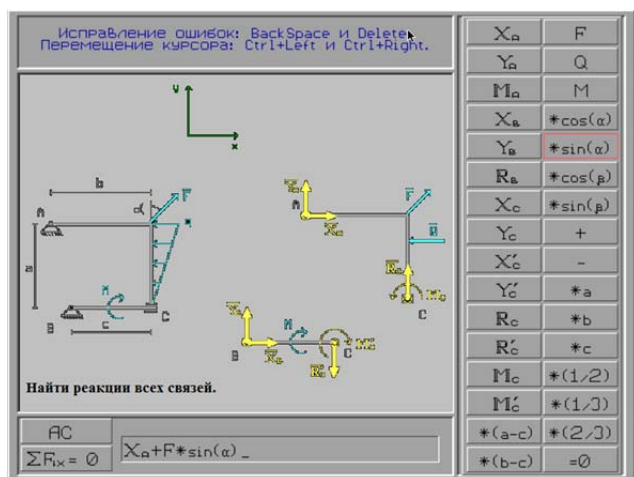 Исправление ошибок: BackSpace и Delete.
Перемещение курсора: Ctrl+Left и Ctrl+Right.
y
x
b
α
F
A
a
M
B
c
C
Найти реакции всех связей.
AC
ΣFix = 0
XA+F*sin(α) _
XA F
YA Q
MA M
XB *cos(α)
YB *sin(α)
RB *cos(β)
XC *sin(β)
YC +
X′C -
Y′C *a
RC *b
R′C *c
MC *(1/2)
M′C *(1/3)
*(a-c) *(2/3)
*(b-c) =0